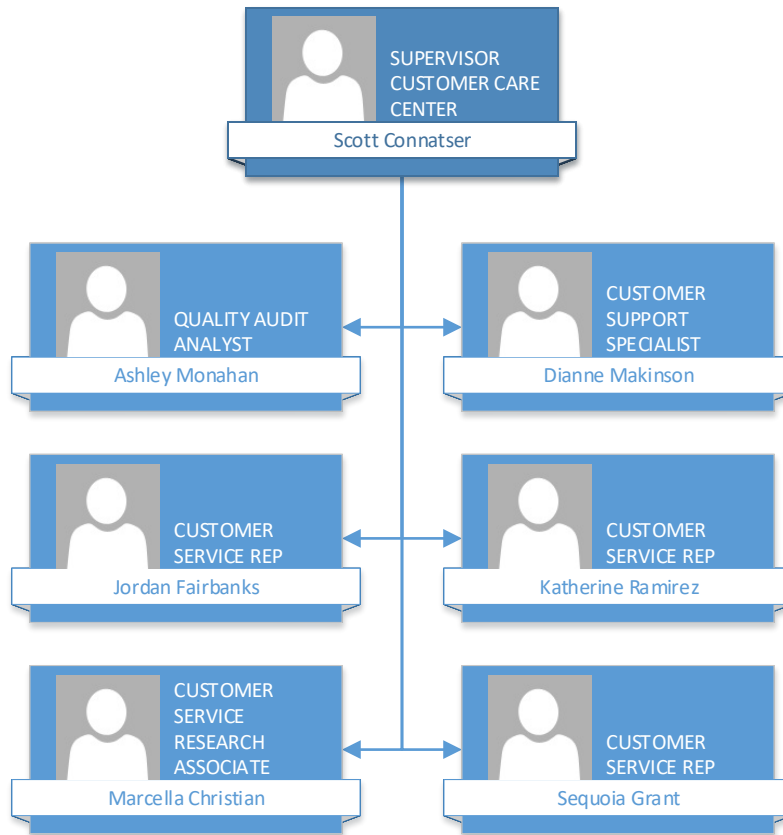 SUPERVISOR
CUSTOMER CARE
CENTER
Scott Connatser
QUALITY AUDIT
ANALYST
Ashley Monahan
CUSTOMER
SUPPORT
SPECIALIST
Dianne Makinson
CUSTOMER
SERVICE REP
Jordan Fairbanks
CUSTOMER
SERVICE REP
Katherine Ramirez
CUSTOMER
SERVICE
RESEARCH
ASSOCIATE
Marcella Christian
CUSTOMER
SERVICE REP
Sequoia Grant